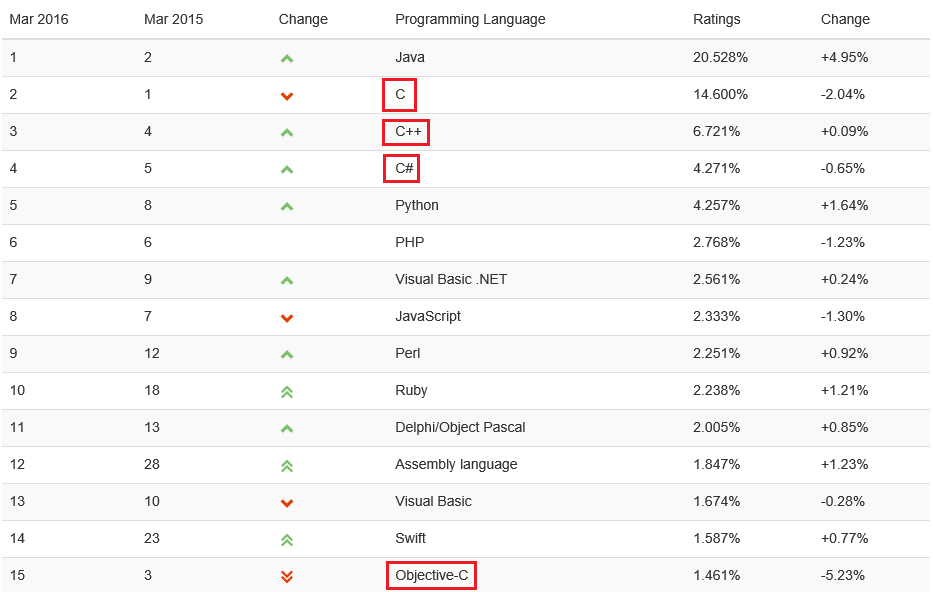 Mar 2016 Mar 2015 Change Programming Language Ratings Change
1 2 Java 20.528% +4.95%
2 1 C 14.600% -2.04%
3 4 C++ 6.721% +0.09%
4 5 C# 4.271% -0.65%
5 8 Python 4.257% +1.64%
6 6 PHP 2.768% -1.23%
7 9 Visual Basic .NET 2.561% +0.24%
8 7 JavaScript 2.333% -1.30%
9 12 Perl 2.251% +0.92%
10 18 Ruby 2.238% +1.21%
11 13 Delphi/Object Pascal 2.005% +0.85%
12 28 Assembly language 1.847% +1.23%
13 10 Visual Basic 1.674% -0.28%
14 23 Swift 1.587% +0.77%
15 3 Objective-C 1.461% -5.23%